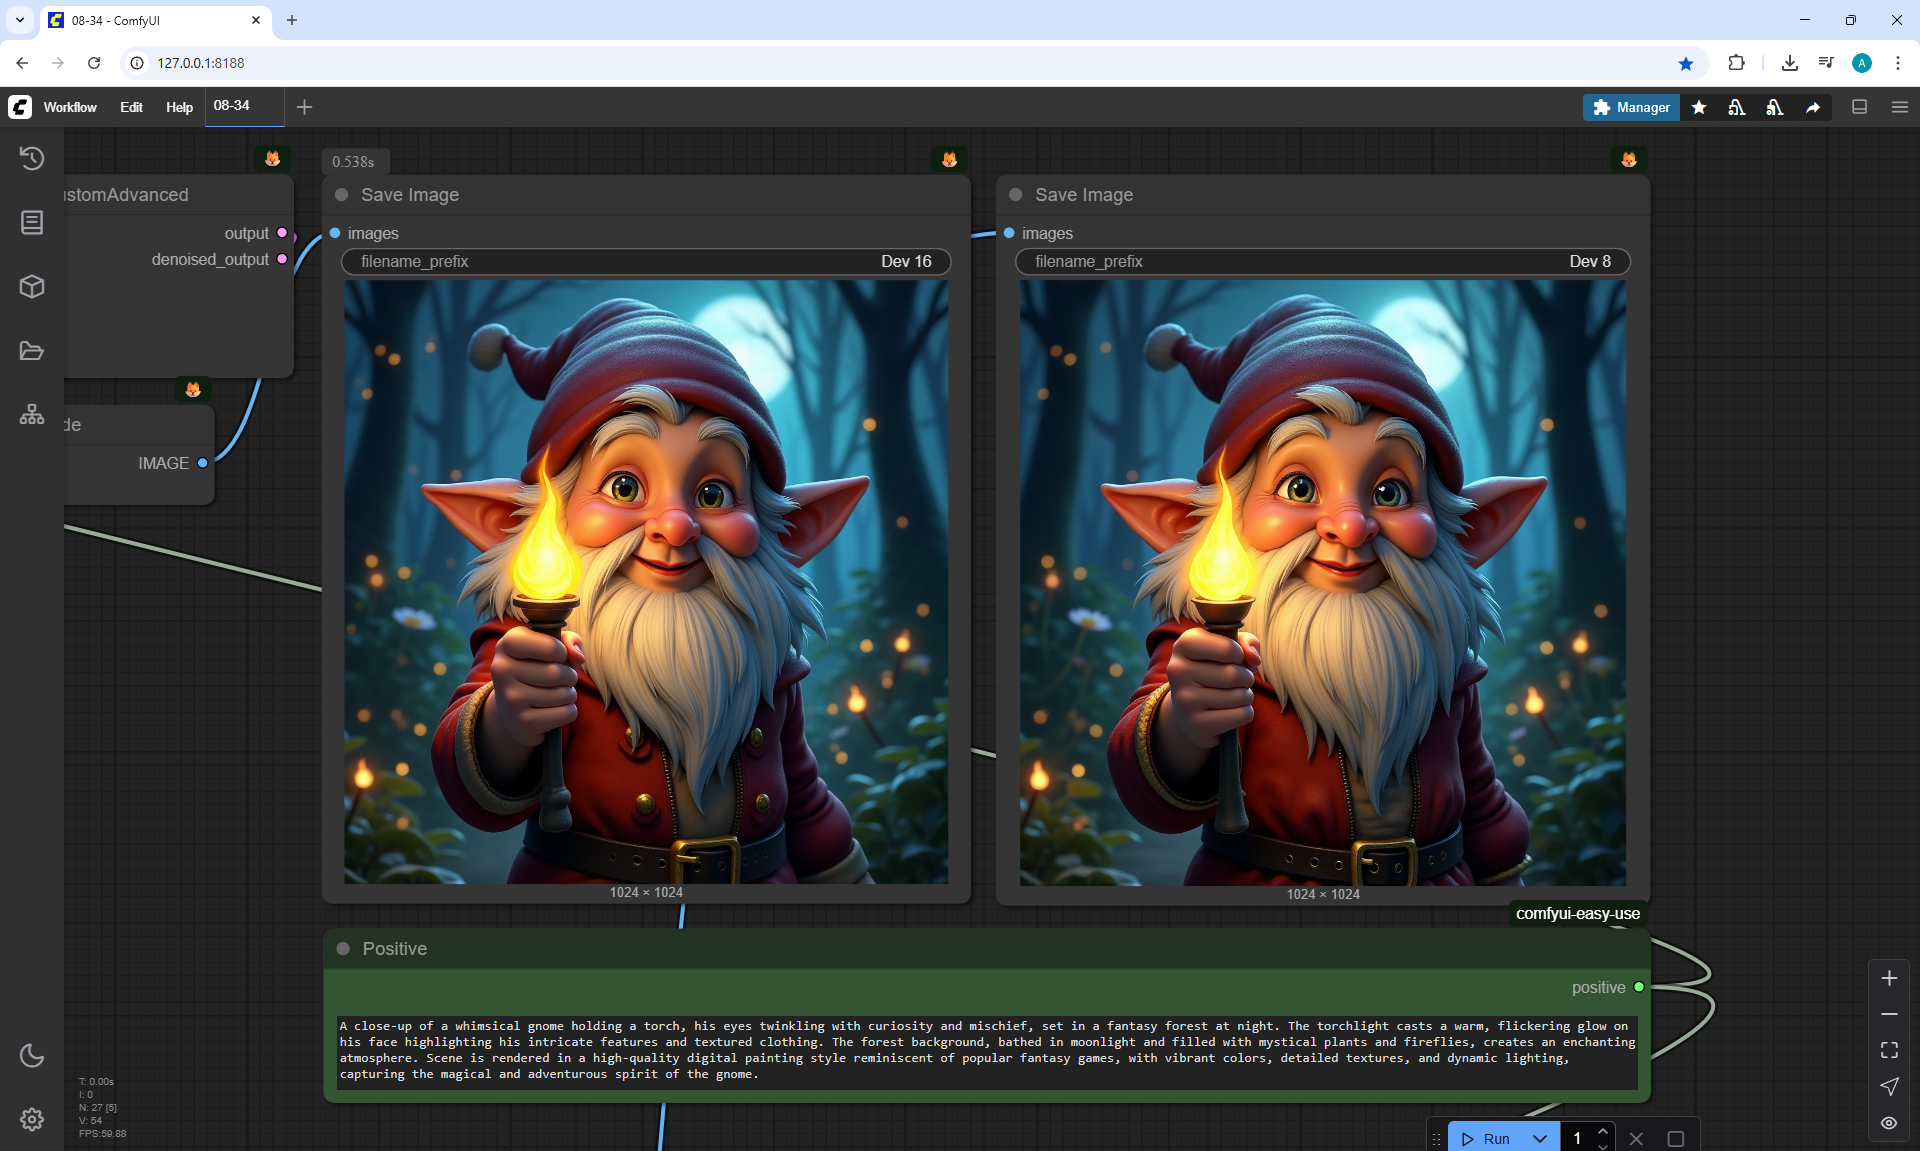 08-34 - ComfyUI
127.0.0.1:8188
Workflow Edit Help 08-34
Manager
0.538s
stomAdvanced
output
denoised_output
de
IMAGE
Save Image
images
filename_prefix Dev 16
1024 × 1024
Save Image
images
filename_prefix Dev 8
1024 × 1024
comfyui-easy-use
Positive
positive
A close-up of a whimsical gnome holding a torch, his eyes twinkling with curiosity and mischief, set in a fantasy forest at night. The torchlight casts a warm, flickering glow on
his face highlighting his intricate features and textured clothing. The forest background, bathed in moonlight and filled with mystical plants and fireflies, creates an enchanting
atmosphere. Scene is rendered in a high-quality digital painting style reminiscent of popular fantasy games, with vibrant colors, detailed textures, and dynamic lighting,
capturing the magical and adventurous spirit of the gnome.
T: 0.00s
I: 0
N: 27 [5]
V: 54
FPS:59.88
Run 1
A